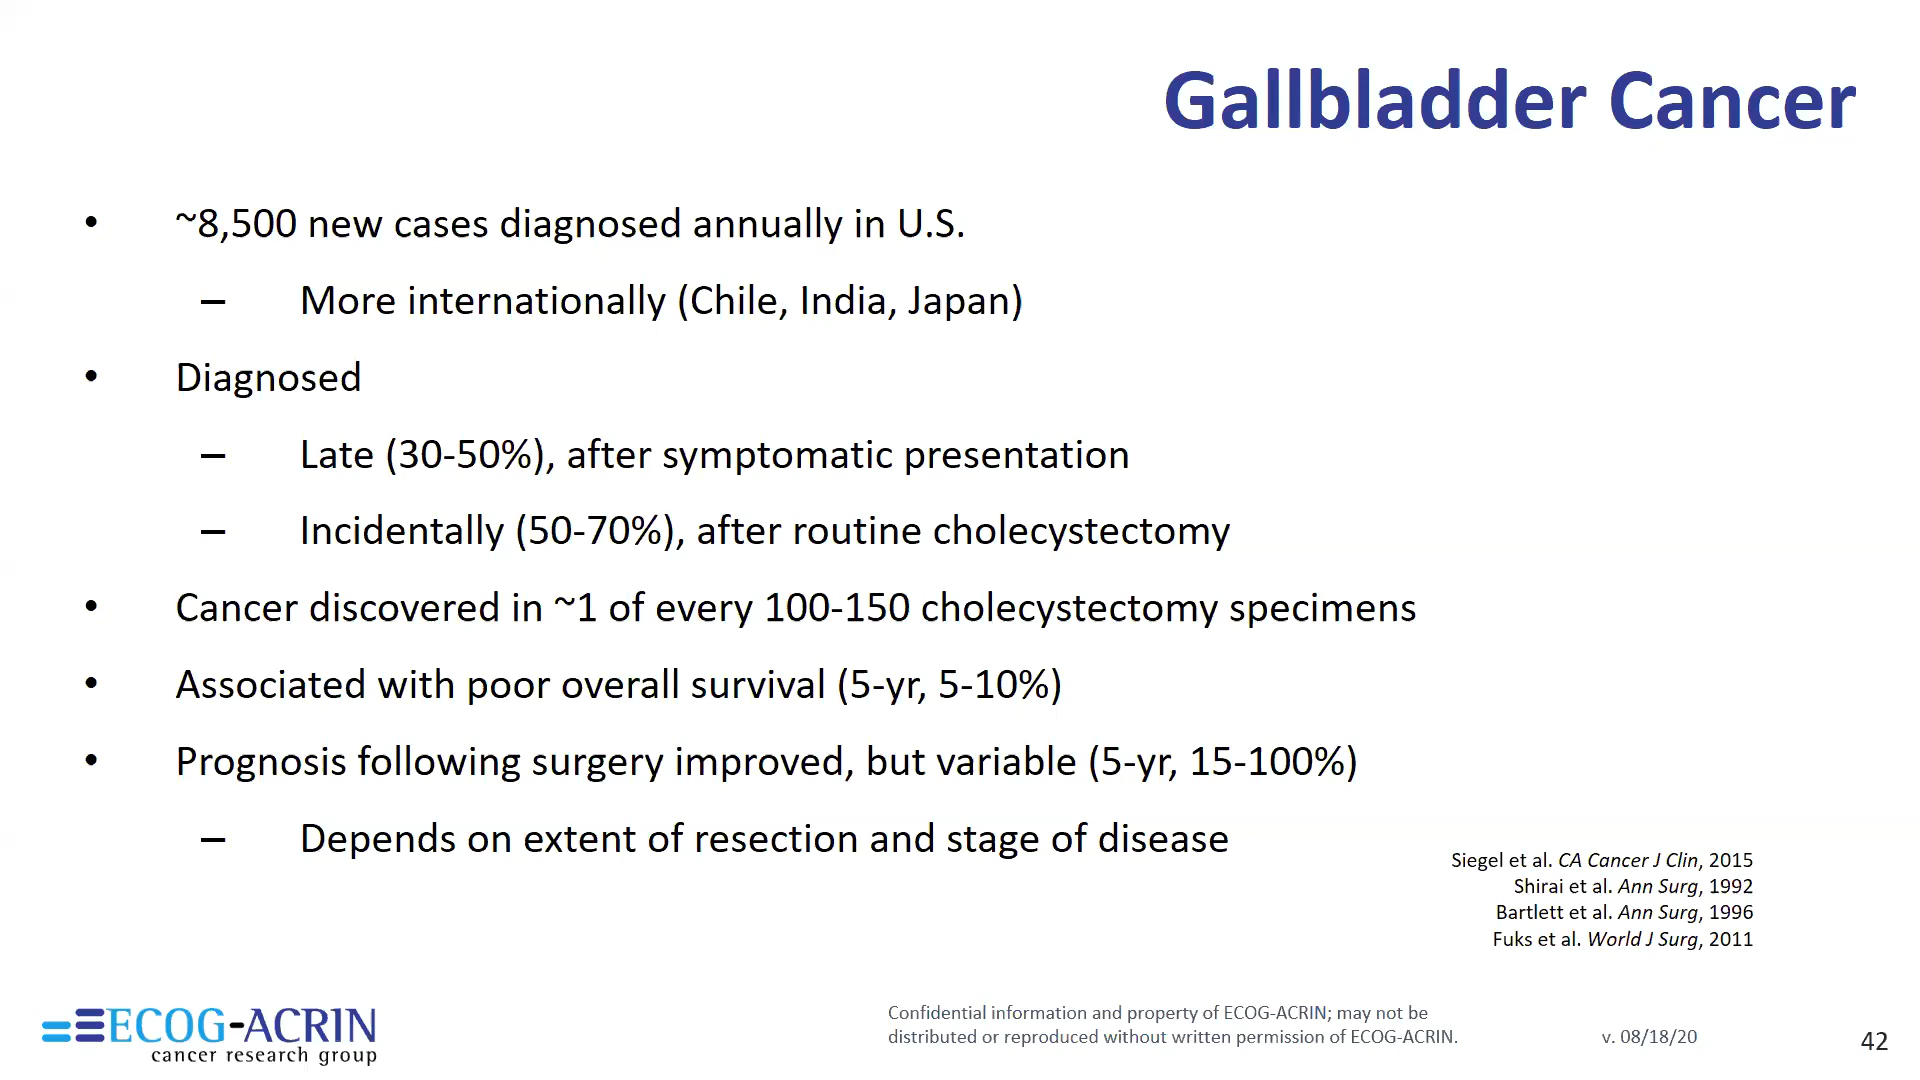 Gallbladder Cancer
• ~8,500 new cases diagnosed annually in U.S.
– More internationally (Chile, India, Japan)
• Diagnosed
– Late (30-50%), after symptomatic presentation
– Incidentally (50-70%), after routine cholecystectomy
• Cancer discovered in ~1 of every 100-150 cholecystectomy specimens
• Associated with poor overall survival (5-yr, 5-10%)
• Prognosis following surgery improved, but variable (5-yr, 15-100%)
– Depends on extent of resection and stage of disease
Siegel et al. CA Cancer J Clin, 2015
Shirai et al. Ann Surg, 1992
Bartlett et al. Ann Surg, 1996
Fuks et al. World J Surg, 2011
ECOG-ACRIN
cancer research group
Confidential information and property of ECOG-ACRIN; may not be
distributed or reproduced without written permission of ECOG-ACRIN.
v. 08/18/20
42